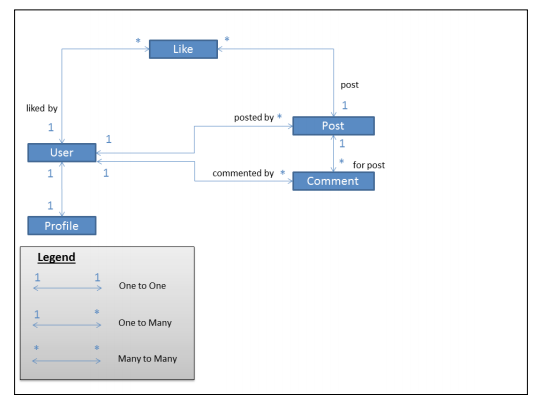 * *
Like
post
liked by
1
1
posted by *
1
Post
User
1
1
1
commented by *
* for post
Comment
1
Profile
Legend
1 1
One to One
1 *
One to Many
* *
Many to Many